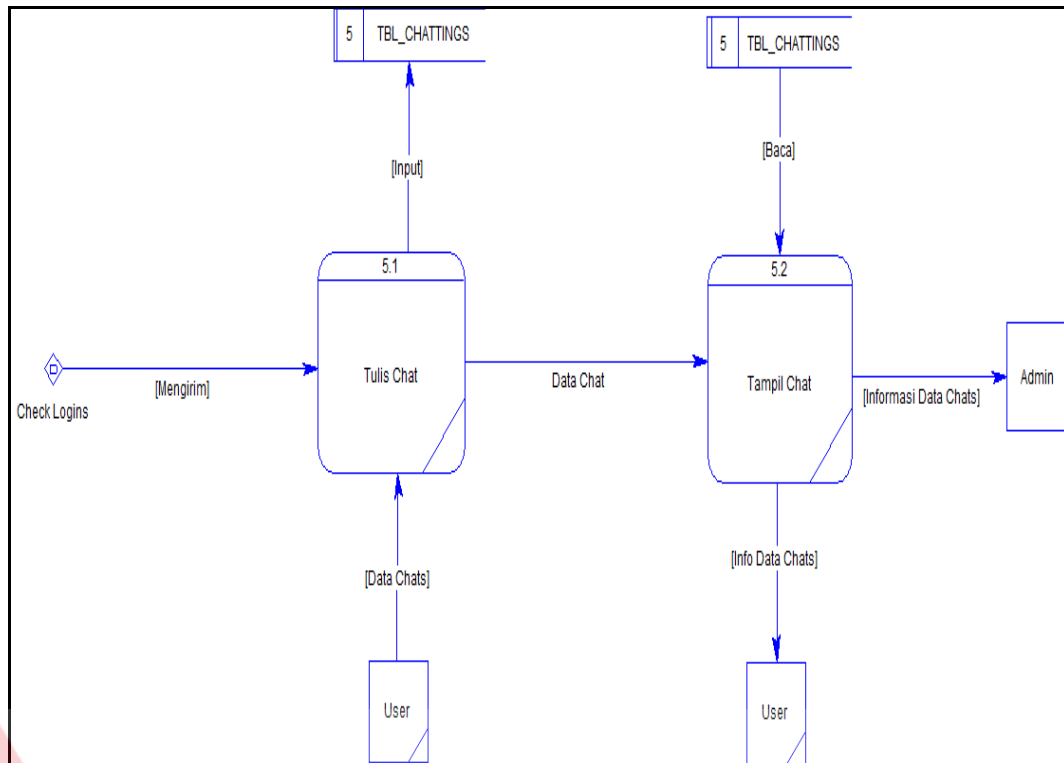 5 TBL_CHATTINGS
5 TBL_CHATTINGS
[Input]
[Baca]
5.1
5.2
Tulis Chat
Tampil Chat
Admin
[Mengirim]
Data Chat
[Informasi Data Chats]
Check Logins
[Data Chats]
[Info Data Chats]
User
User